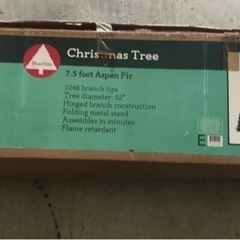 Christmas Tree
7.5 foot Aspen Fir
1046 branch tips
Tree diameter: 52"
Hinged branch construction
Folding metal stand
Assembles in minutes
Flame retardant
E